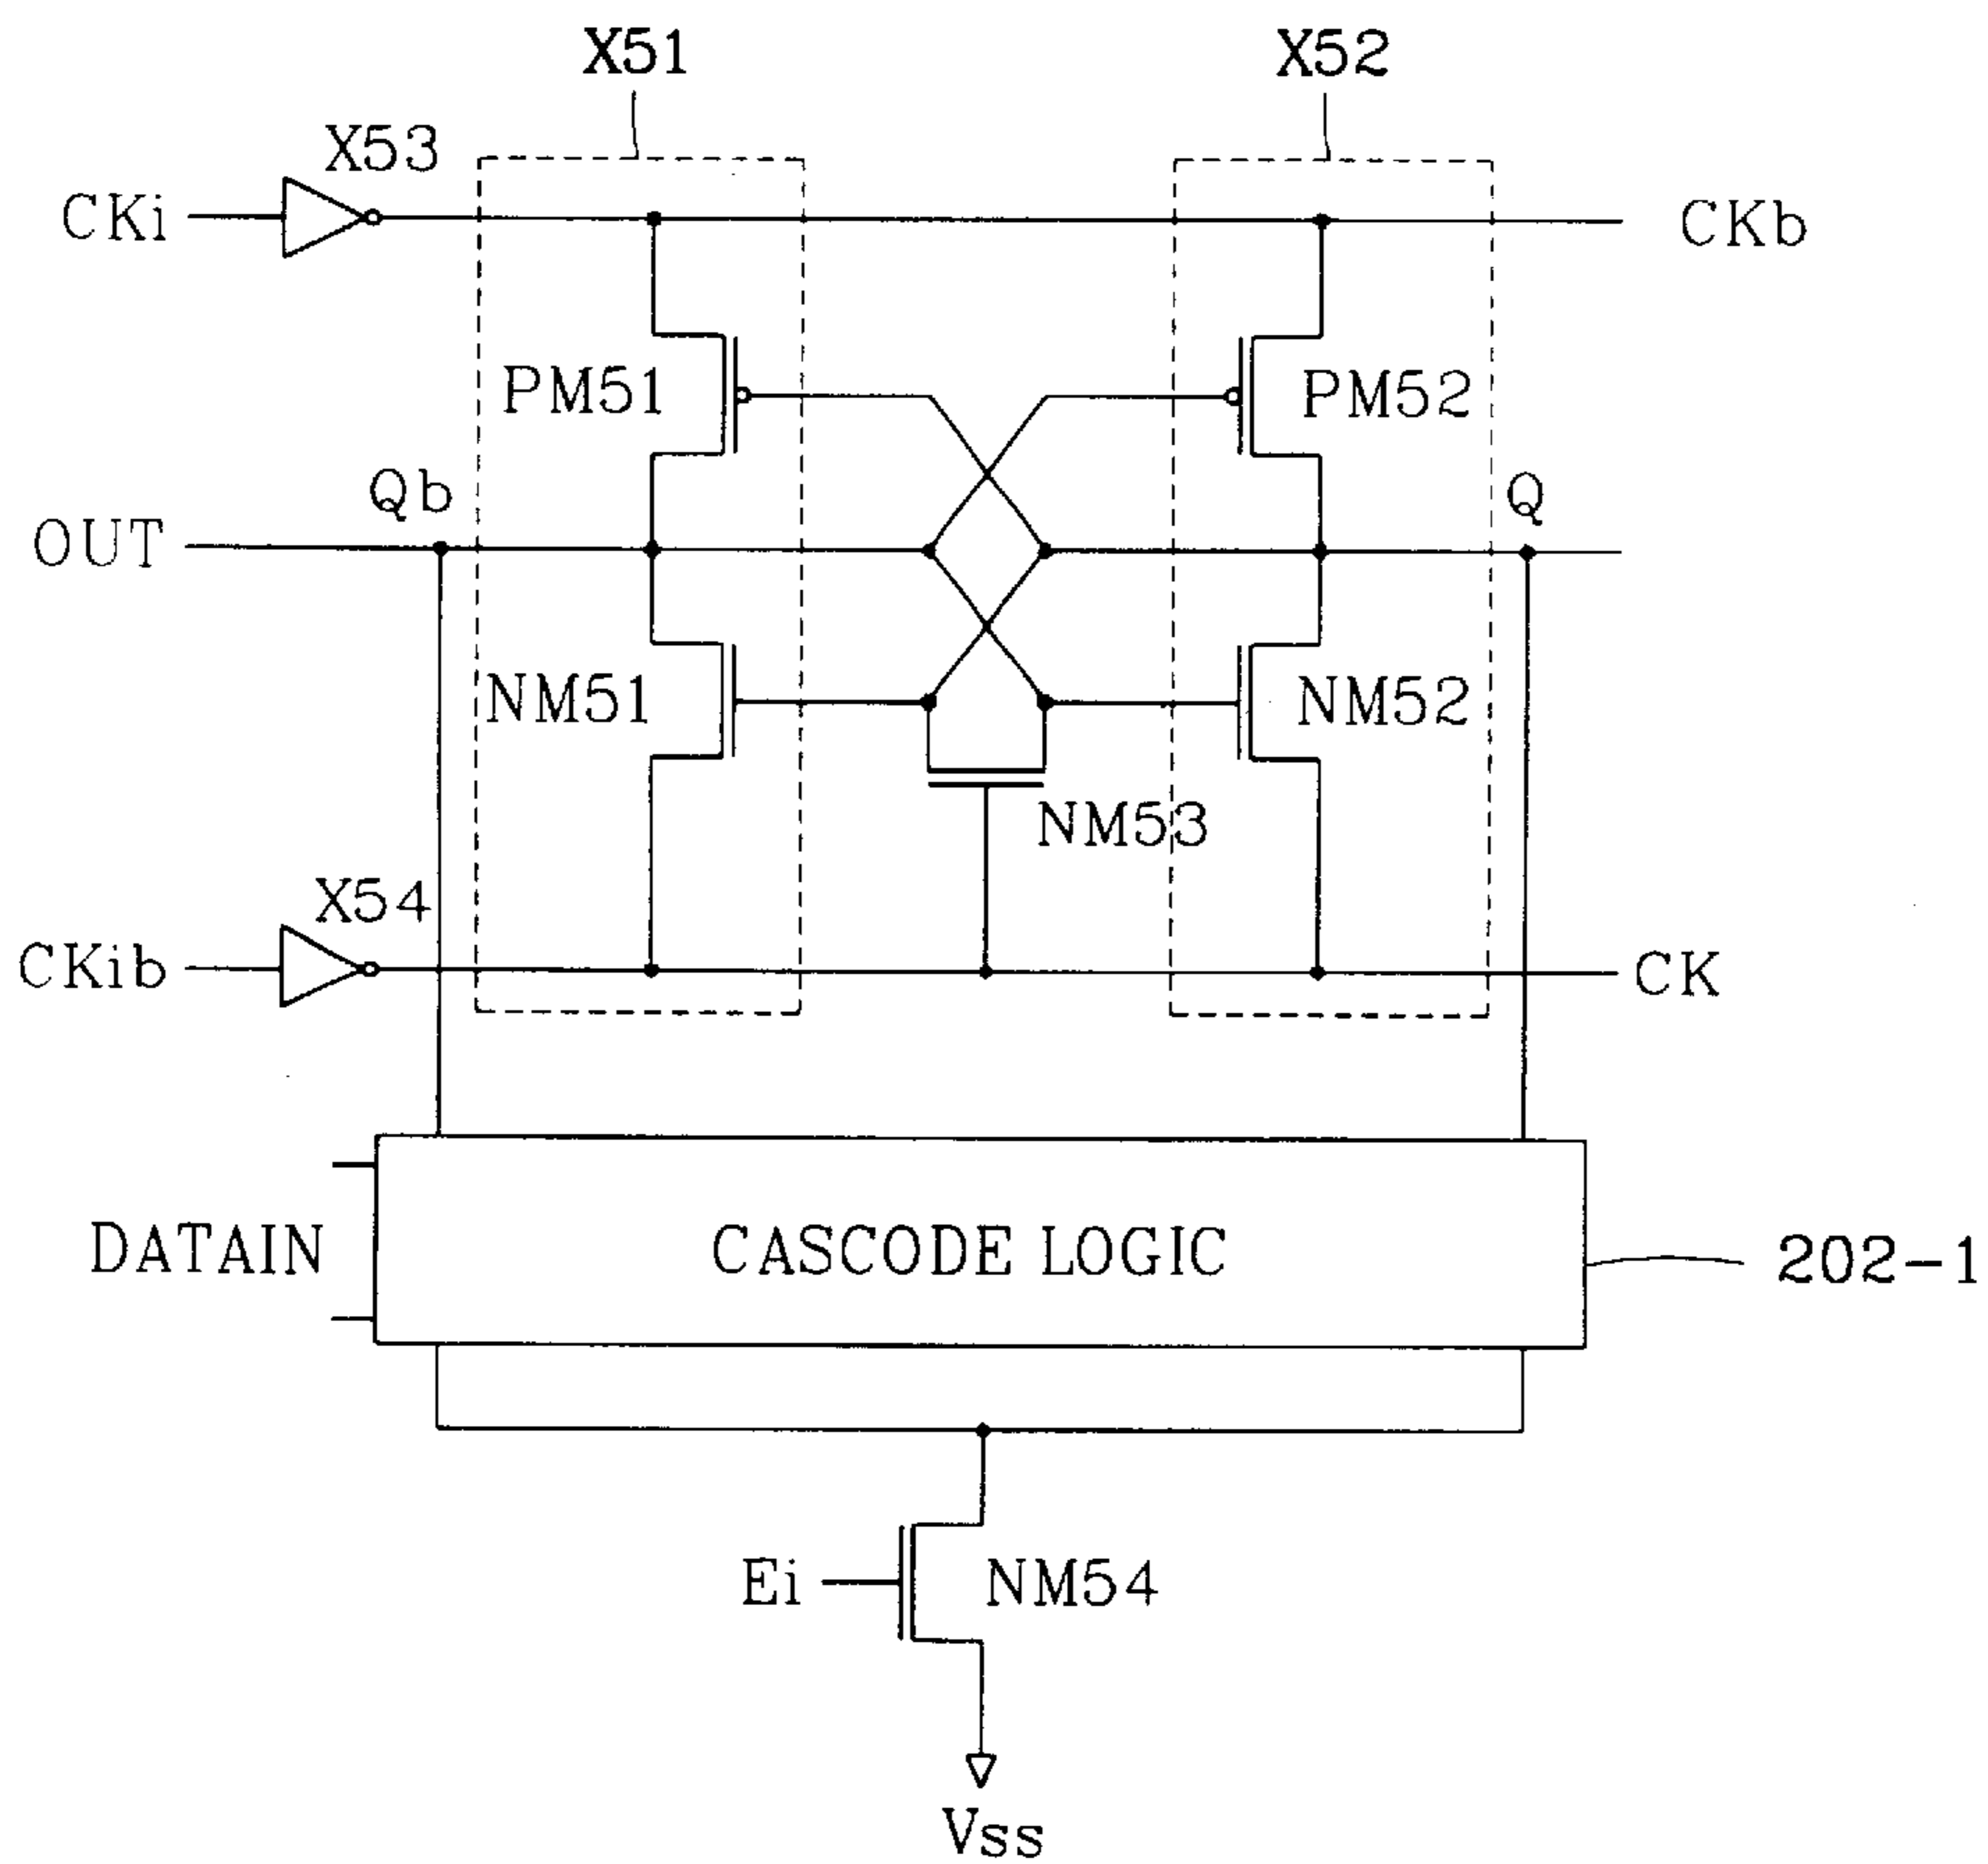 X51
X52
X53
CKi
CKb
PM51
PM52
Qb
Q
OUT
NM51
NM52
NM53
X54
CKib
CK
DATAIN
CASCODE LOGIC
202-1
Ei
NM54
Vss